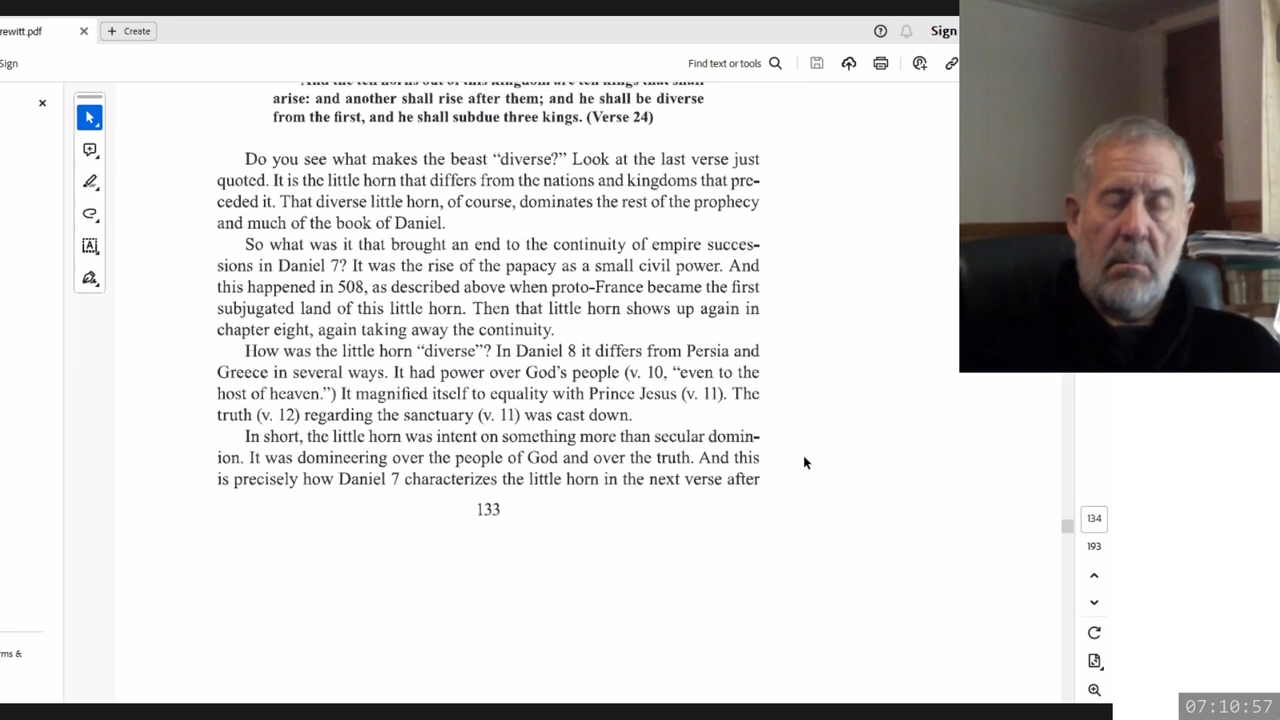 rewitt.pdf
Create
Sign
Sign
Find text or tools
arise: and another shall rise after them; and he shall be diverse
from the first, and he shall subdue three kings. (Verse 24)
Do you see what makes the beast “diverse?” Look at the last verse just
quoted. It is the little horn that differs from the nations and kingdoms that pre-
ceded it. That diverse little horn, of course, dominates the rest of the prophecy
and much of the book of Daniel.
So what was it that brought an end to the continuity of empire succes-
sions in Daniel 7? It was the rise of the papacy as a small civil power. And
this happened in 508, as described above when proto-France became the first
subjugated land of this little horn. Then that little horn shows up again in
chapter eight, again taking away the continuity.
How was the little horn “diverse”? In Daniel 8 it differs from Persia and
Greece in several ways. It had power over God’s people (v. 10, “even to the
host of heaven.”) It magnified itself to equality with Prince Jesus (v. 11). The
truth (v. 12) regarding the sanctuary (v. 11) was cast down.
In short, the little horn was intent on something more than secular domin-
ion. It was domineering over the people of God and over the truth. And this
is precisely how Daniel 7 characterizes the little horn in the next verse after
133
134
193
rms &
07:10:57